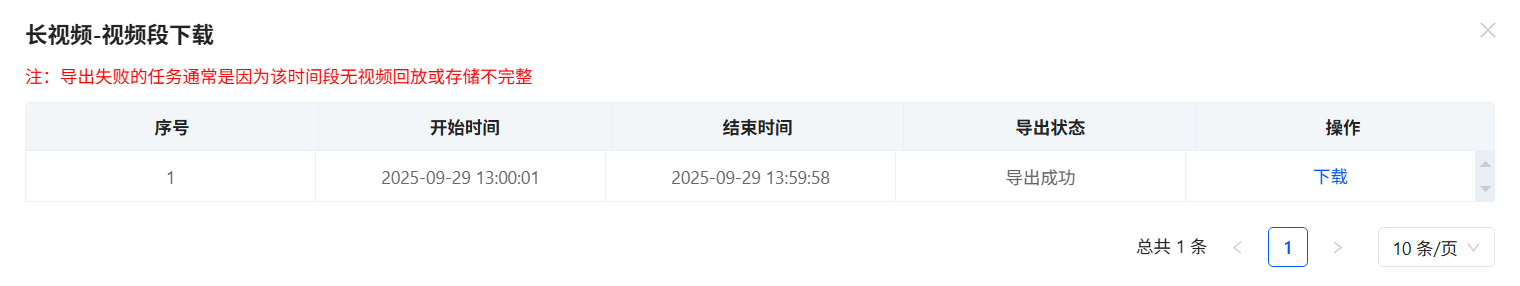 长视频-视频段下载
注：导出失败的任务通常是因为该时间段无视频回放或存储不完整
序号 开始时间 结束时间 导出状态 操作
1 2025-09-29 13:00:01 2025-09-29 13:59:58 导出成功 下载
总共 1 条 1 10 条/页